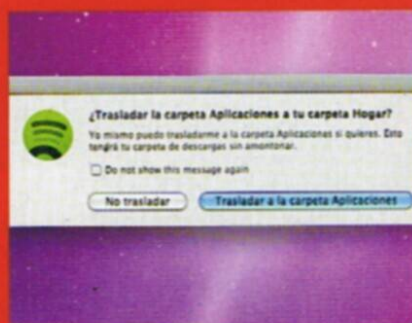 ¿Trasladar la carpeta Aplicaciones a tu carpeta Hogar?
Yo mismo puedo trasladarme a la carpeta Aplicaciones si quieres. Esto
tendrá tu carpeta de descargas sin amontonar.
Do not show this message again
No trasladar
Trasladar a la carpeta Aplicaciones